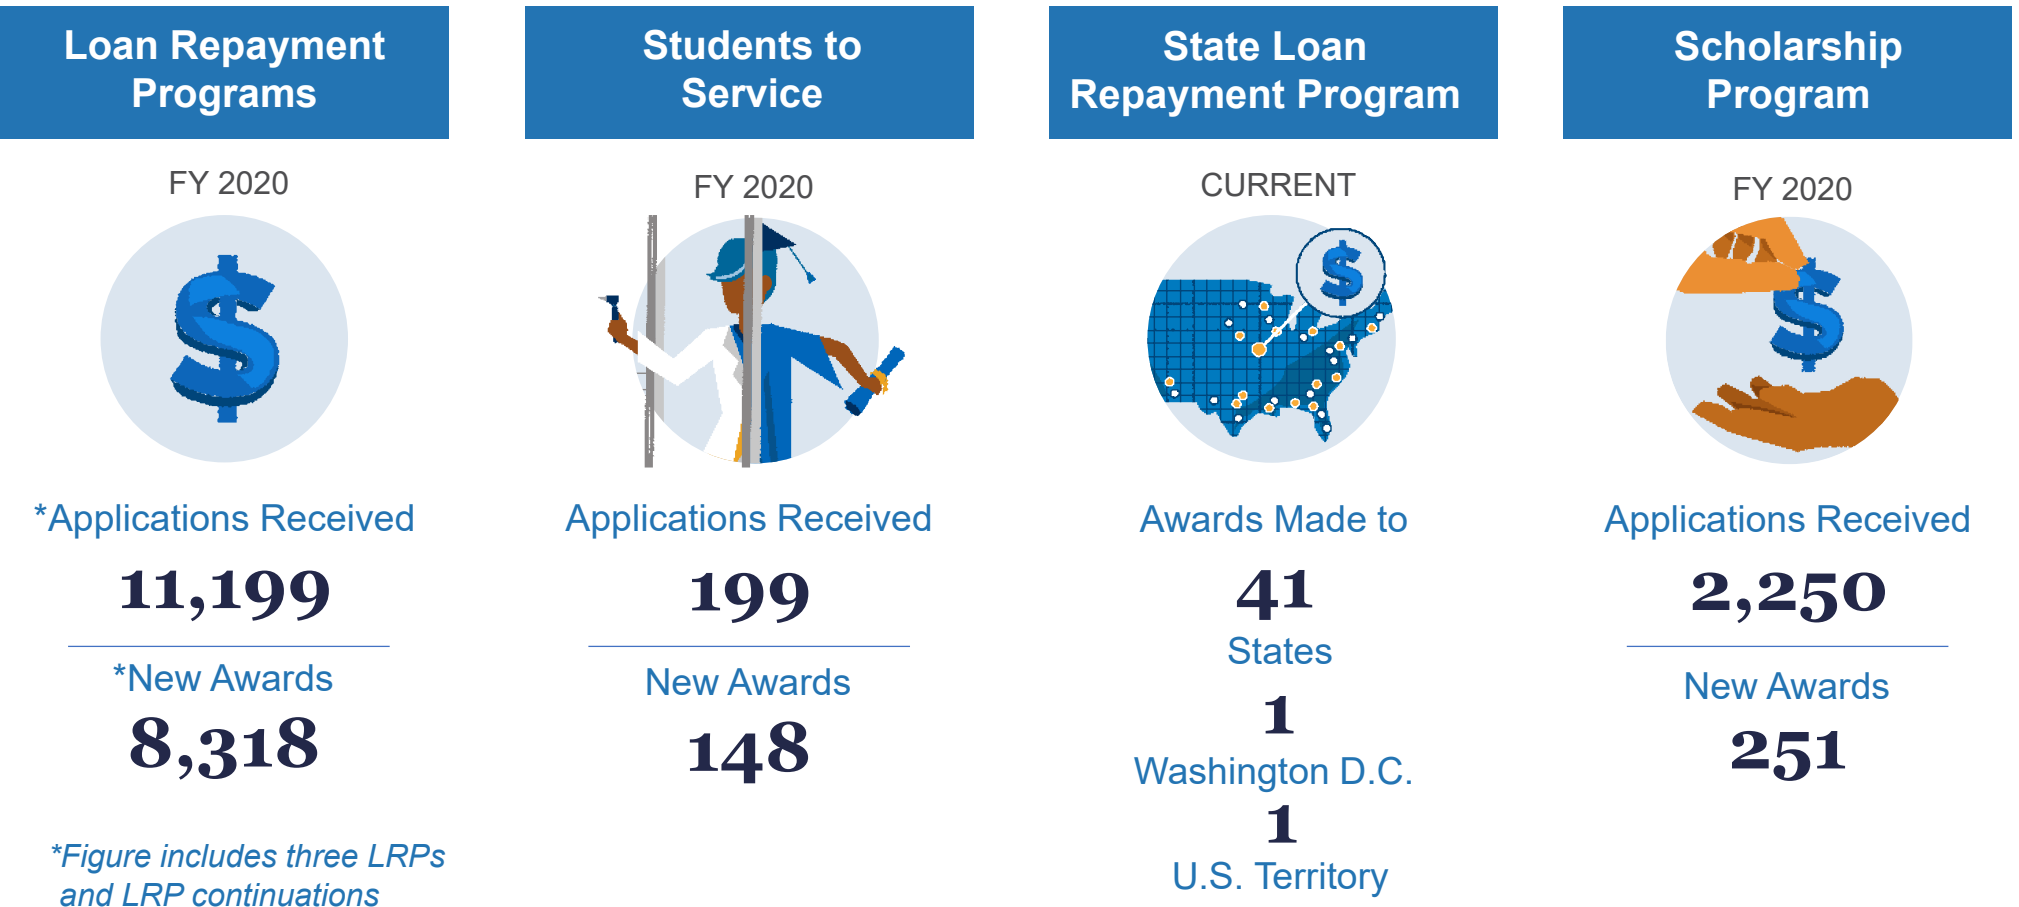 Loan Repayment
Programs
FY 2020
*Applications Received
11,199
*New Awards
8,318
*Figure includes three LRPs
and LRP continuations
Students to
Service
FY 2020
Applications Received
199
New Awards
148
State Loan
Repayment Program
CURRENT
$
Awards Made to
41
States
1
Washington D.C.
1
U.S. Territory
Scholarship
Program
FY 2020
Applications Received
2,250
New Awards
251